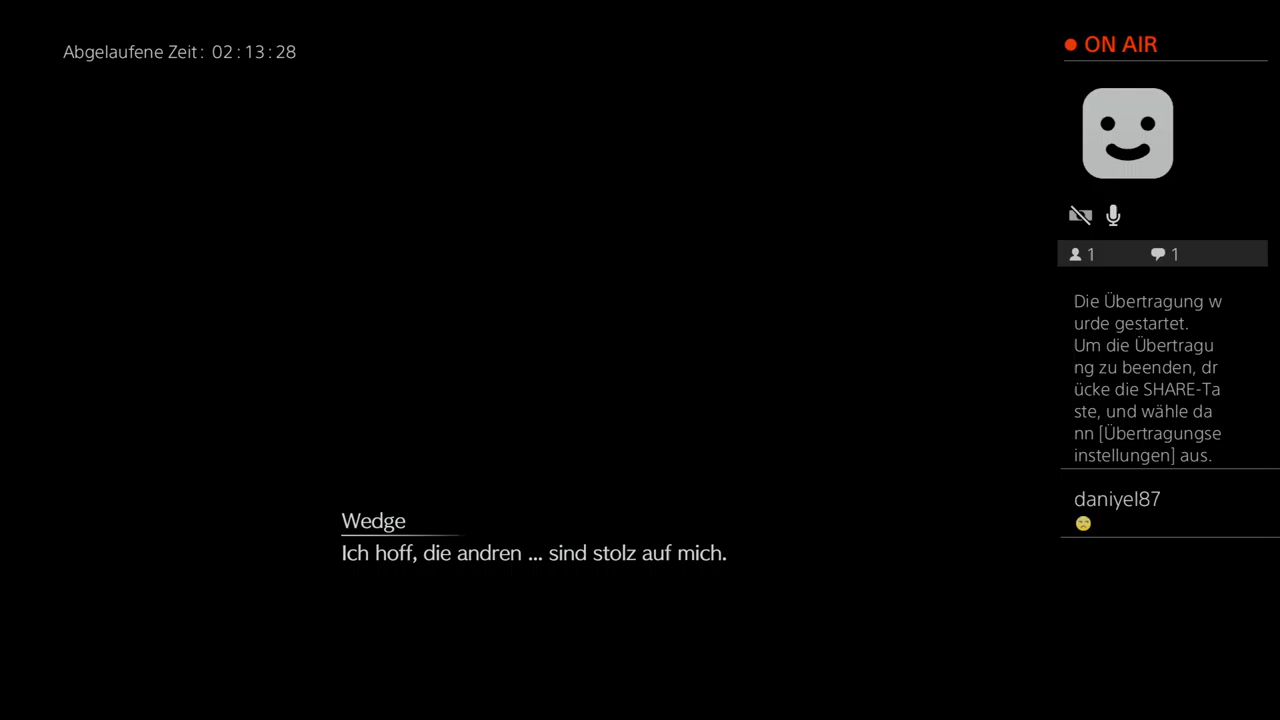 Abgelaufene Zeit: 02:13:28
ON AIR
1 1
Die Übertragung w
urde gestartet.
Um die Übertragu
ng zu beenden, dr
ücke die SHARE-Ta
ste, und wähle da
nn [Übertragungse
instellungen] aus.
daniyel87
Wedge
Ich hoff, die andren ... sind stolz auf mich.